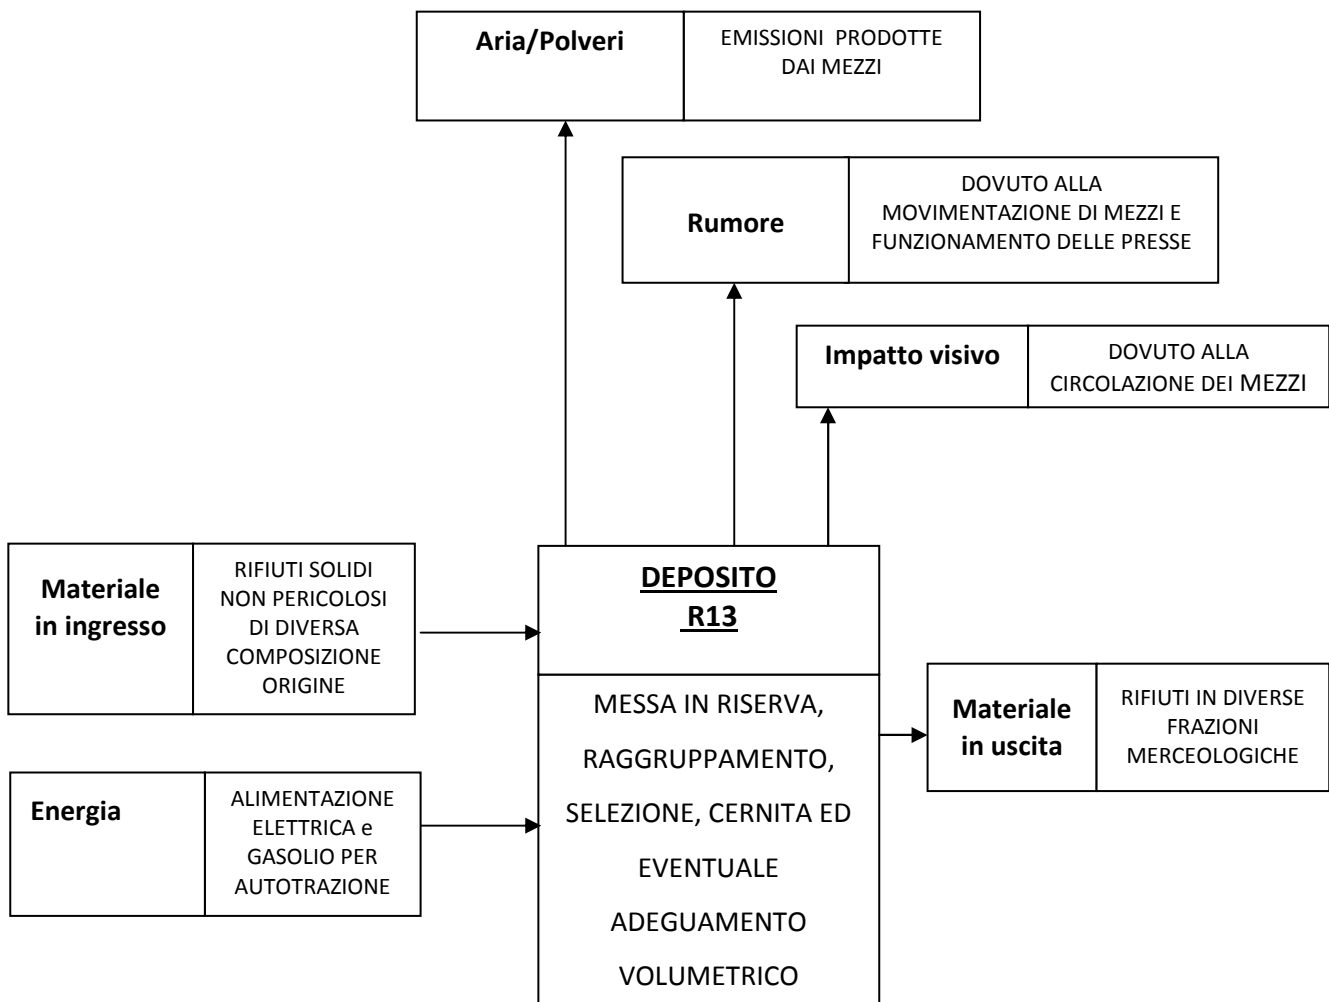 Aria/Polveri
EMISSIONI PRODOTTE
DAI MEZZI
Rumore
DOVUTO ALLA
MOVIMENTAZIONE DI MEZZI E
FUNZIONAMENTO DELLE PRESSE
Impatto visivo
DOVUTO ALLA
CIRCOLAZIONE DEI MEZZI
Materiale
in ingresso
RIFIUTI SOLIDI
NON PERICOLOSI
DI DIVERSA
COMPOSIZIONE
ORIGINE
DEPOSITO
R13
MESSA IN RISERVA,
RAGGRUPPAMENTO,
SELEZIONE, CERNITA ED
EVENTUALE
ADEGUAMENTO
VOLUMETRICO
Materiale
in uscita
RIFIUTI IN DIVERSE
FRAZIONI
MERCEOLOGICHE
Energia
ALIMENTAZIONE
ELETTRICA e
GASOLIO PER
AUTOTRAZIONE